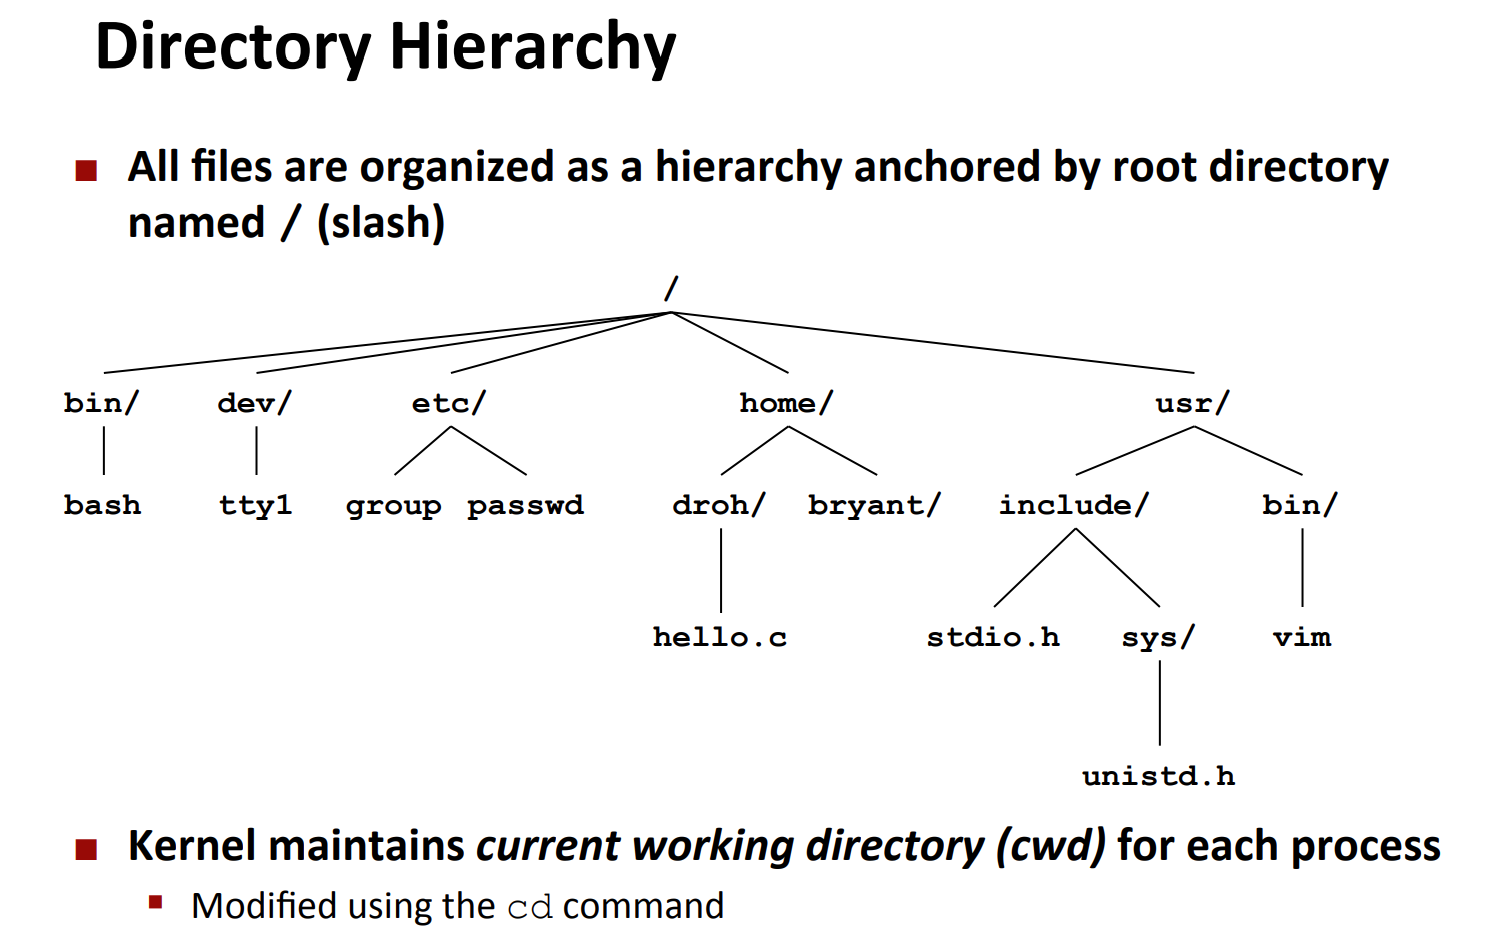 Directory Hierarchy
All files are organized as a hierarchy anchored by root directory
named / (slash)
/
bin/ dev/ etc/ home/ usr/
bash tty1 group passwd droh/ bryant/ include/ bin/
hello.c stdio.h sys/ vim
unistd.h
Kernel maintains current working directory (cwd) for each process
Modified using the cd command